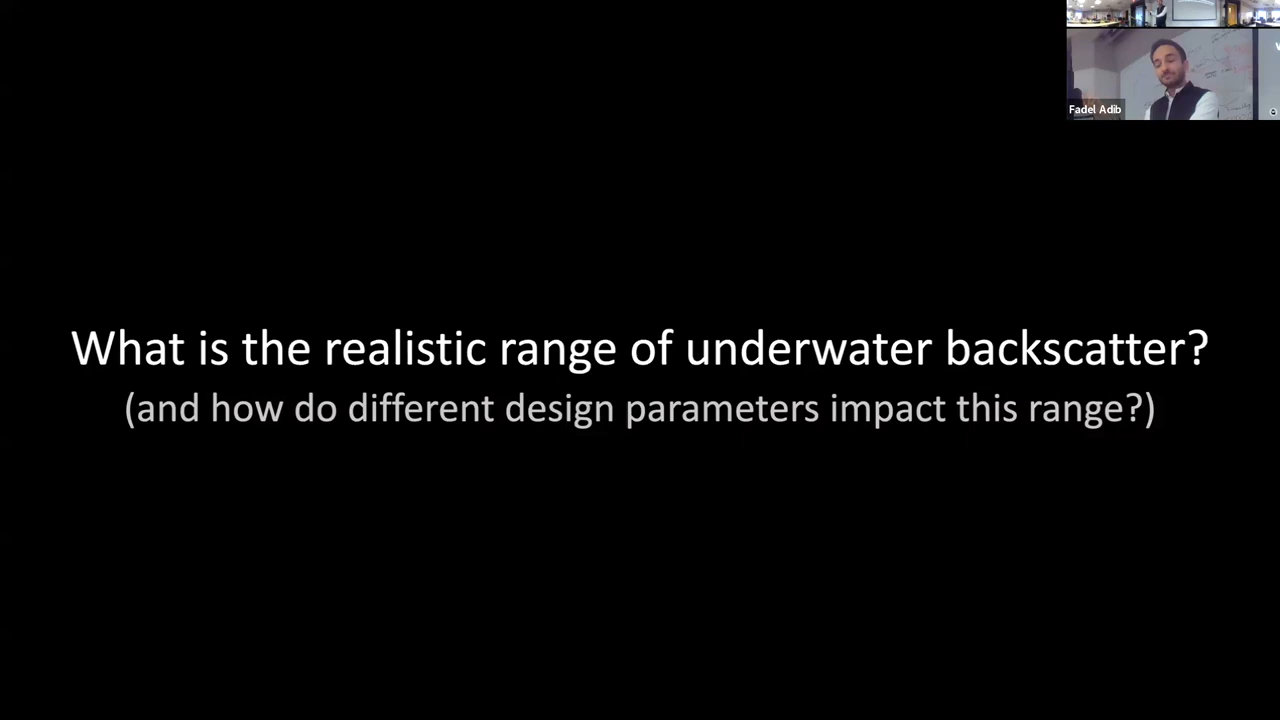 Fadel Adib
What is the realistic range of underwater backscatter?
(and how do different design parameters impact this range?)